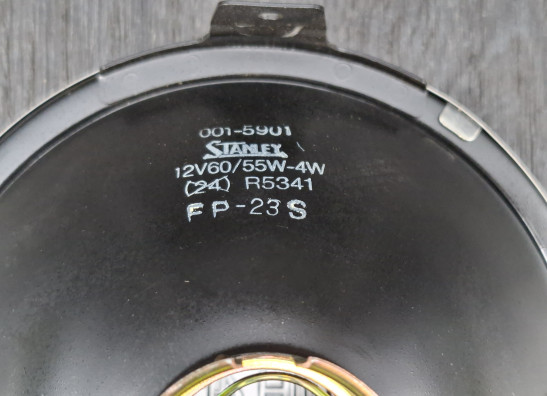 001-5901
STANLEY
12V60/55W-4W
(24) R5341
FP-23S